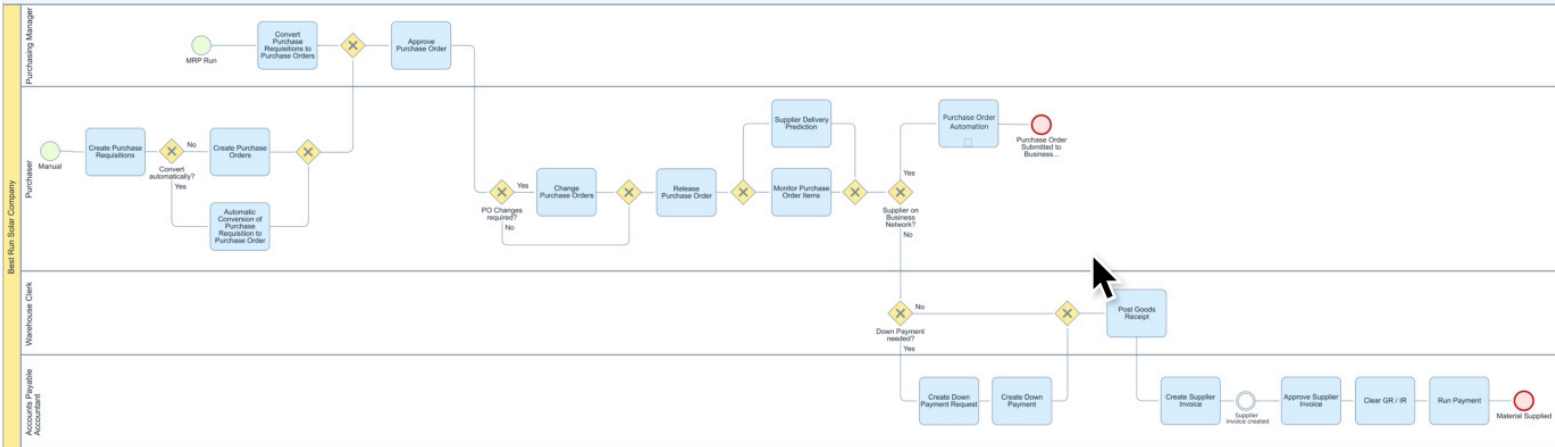 Best Run Solar Company
Purchasing Manager
MRP Run
Convert
Purchase
Requisitions to
Purchase Orders
Approve
Purchase Order
Purchaser
Manual
Create Purchase
Requisitions
Convert
automatically?
No
Yes
Create Purchase
Orders
Automatic
Conversion of
Purchase
Requisition to
Purchase Order
PO Changes
required?
Yes
No
Change
Purchase Orders
Release
Purchase Order
Supplier Delivery
Prediction
Monitor Purchase
Order Items
Supplier on
Business
Network?
Yes
No
Purchase Order
Automation
Purchase Order
Submitted to
Business...
Warehouse Clerk
Down Payment
needed?
No
Yes
Post Goods
Receipt
Accounts Payable
Accountant
Create Down
Payment Request
Create Down
Payment
Create Supplier
Invoice
Supplier
Invoice created
Approve Supplier
Invoice
Clear GR / IR
Run Payment
Material Supplied